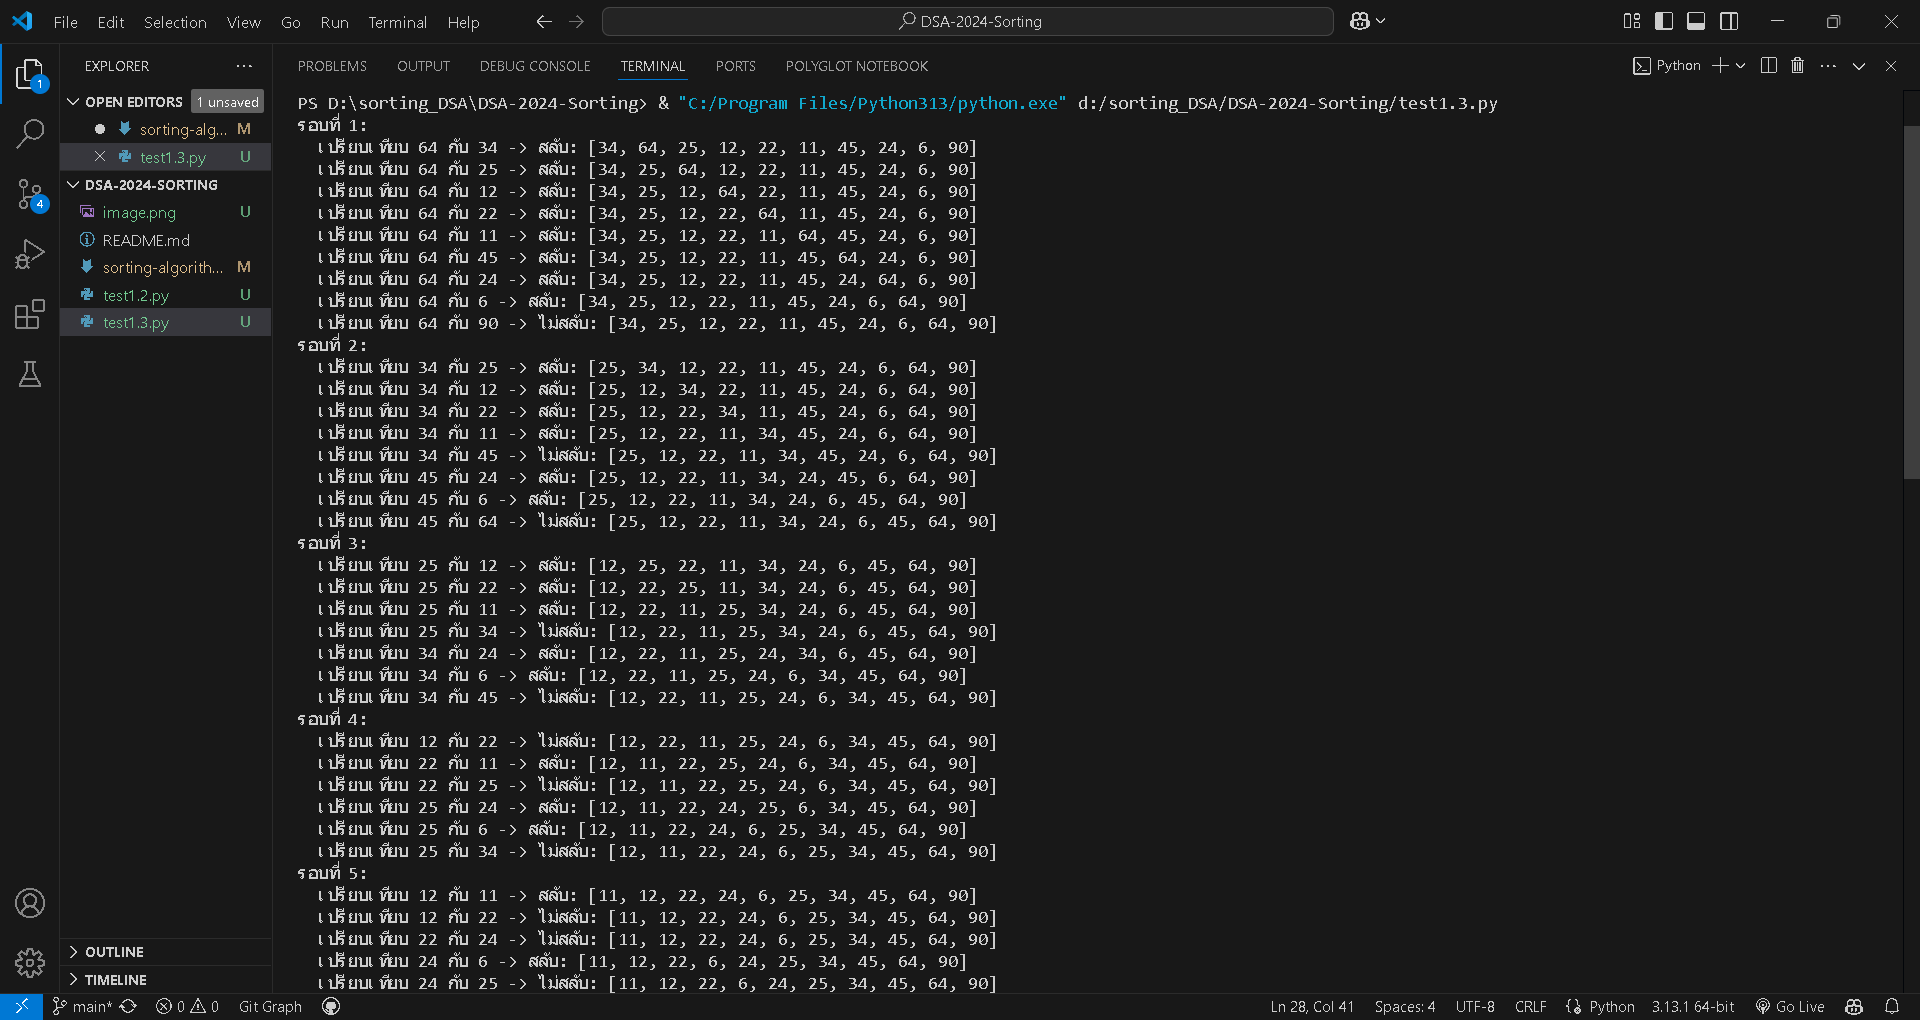 File Edit Selection View Go Run Terminal Help
DSA-2024-Sorting
EXPLORER
OPEN EDITORS 1 unsaved
sorting-alg... M
test1.3.py U
DSA-2024-SORTING
image.png U
README.md
sorting-algorith... M
test1.2.py U
test1.3.py U
OUTLINE
TIMELINE
PROBLEMS OUTPUT DEBUG CONSOLE TERMINAL PORTS POLYGLOT NOTEBOOK
Python
PS D:\sorting_DSA\DSA-2024-Sorting> & "C:/Program Files/Python313/python.exe" d:/sorting_DSA/DSA-2024-Sorting/test1.3.py
รอบที่ 1:
เปรียบเทียบ 64 กับ 34 -> สลับ: [34, 64, 25, 12, 22, 11, 45, 24, 6, 90]
เปรียบเทียบ 64 กับ 25 -> สลับ: [34, 25, 64, 12, 22, 11, 45, 24, 6, 90]
เปรียบเทียบ 64 กับ 12 -> สลับ: [34, 25, 12, 64, 22, 11, 45, 24, 6, 90]
เปรียบเทียบ 64 กับ 22 -> สลับ: [34, 25, 12, 22, 64, 11, 45, 24, 6, 90]
เปรียบเทียบ 64 กับ 11 -> สลับ: [34, 25, 12, 22, 11, 64, 45, 24, 6, 90]
เปรียบเทียบ 64 กับ 45 -> สลับ: [34, 25, 12, 22, 11, 45, 64, 24, 6, 90]
เปรียบเทียบ 64 กับ 24 -> สลับ: [34, 25, 12, 22, 11, 45, 24, 64, 6, 90]
เปรียบเทียบ 64 กับ 6 -> สลับ: [34, 25, 12, 22, 11, 45, 24, 6, 64, 90]
เปรียบเทียบ 64 กับ 90 -> ไม่สลับ: [34, 25, 12, 22, 11, 45, 24, 6, 64, 90]
รอบที่ 2:
เปรียบเทียบ 34 กับ 25 -> สลับ: [25, 34, 12, 22, 11, 45, 24, 6, 64, 90]
เปรียบเทียบ 34 กับ 12 -> สลับ: [25, 12, 34, 22, 11, 45, 24, 6, 64, 90]
เปรียบเทียบ 34 กับ 22 -> สลับ: [25, 12, 22, 34, 11, 45, 24, 6, 64, 90]
เปรียบเทียบ 34 กับ 11 -> สลับ: [25, 12, 22, 11, 34, 45, 24, 6, 64, 90]
เปรียบเทียบ 34 กับ 45 -> ไม่สลับ: [25, 12, 22, 11, 34, 45, 24, 6, 64, 90]
เปรียบเทียบ 45 กับ 24 -> สลับ: [25, 12, 22, 11, 34, 24, 45, 6, 64, 90]
เปรียบเทียบ 45 กับ 6 -> สลับ: [25, 12, 22, 11, 34, 24, 6, 45, 64, 90]
เปรียบเทียบ 45 กับ 64 -> ไม่สลับ: [25, 12, 22, 11, 34, 24, 6, 45, 64, 90]
รอบที่ 3:
เปรียบเทียบ 25 กับ 12 -> สลับ: [12, 25, 22, 11, 34, 24, 6, 45, 64, 90]
เปรียบเทียบ 25 กับ 22 -> สลับ: [12, 22, 25, 11, 34, 24, 6, 45, 64, 90]
เปรียบเทียบ 25 กับ 11 -> สลับ: [12, 22, 11, 25, 34, 24, 6, 45, 64, 90]
เปรียบเทียบ 25 กับ 34 -> ไม่สลับ: [12, 22, 11, 25, 34, 24, 6, 45, 64, 90]
เปรียบเทียบ 34 กับ 24 -> สลับ: [12, 22, 11, 25, 24, 34, 6, 45, 64, 90]
เปรียบเทียบ 34 กับ 6 -> สลับ: [12, 22, 11, 25, 24, 6, 34, 45, 64, 90]
เปรียบเทียบ 34 กับ 45 -> ไม่สลับ: [12, 22, 11, 25, 24, 6, 34, 45, 64, 90]
รอบที่ 4:
เปรียบเทียบ 12 กับ 22 -> ไม่สลับ: [12, 22, 11, 25, 24, 6, 34, 45, 64, 90]
เปรียบเทียบ 22 กับ 11 -> สลับ: [12, 11, 22, 25, 24, 6, 34, 45, 64, 90]
เปรียบเทียบ 22 กับ 25 -> ไม่สลับ: [12, 11, 22, 25, 24, 6, 34, 45, 64, 90]
เปรียบเทียบ 25 กับ 24 -> สลับ: [12, 11, 22, 24, 25, 6, 34, 45, 64, 90]
เปรียบเทียบ 25 กับ 6 -> สลับ: [12, 11, 22, 24, 6, 25, 34, 45, 64, 90]
เปรียบเทียบ 25 กับ 34 -> ไม่สลับ: [12, 11, 22, 24, 6, 25, 34, 45, 64, 90]
รอบที่ 5:
เปรียบเทียบ 12 กับ 11 -> สลับ: [11, 12, 22, 24, 6, 25, 34, 45, 64, 90]
เปรียบเทียบ 12 กับ 22 -> ไม่สลับ: [11, 12, 22, 24, 6, 25, 34, 45, 64, 90]
เปรียบเทียบ 22 กับ 24 -> ไม่สลับ: [11, 12, 22, 24, 6, 25, 34, 45, 64, 90]
เปรียบเทียบ 24 กับ 6 -> สลับ: [11, 12, 22, 6, 24, 25, 34, 45, 64, 90]
เปรียบเทียบ 24 กับ 25 -> ไม่สลับ: [11, 12, 22, 6, 24, 25, 34, 45, 64, 90]
1
4
main* 0 0 Git Graph
Ln 28, Col 41 Spaces: 4 UTF-8 CRLF Python 3.13.1 64-bit Go Live